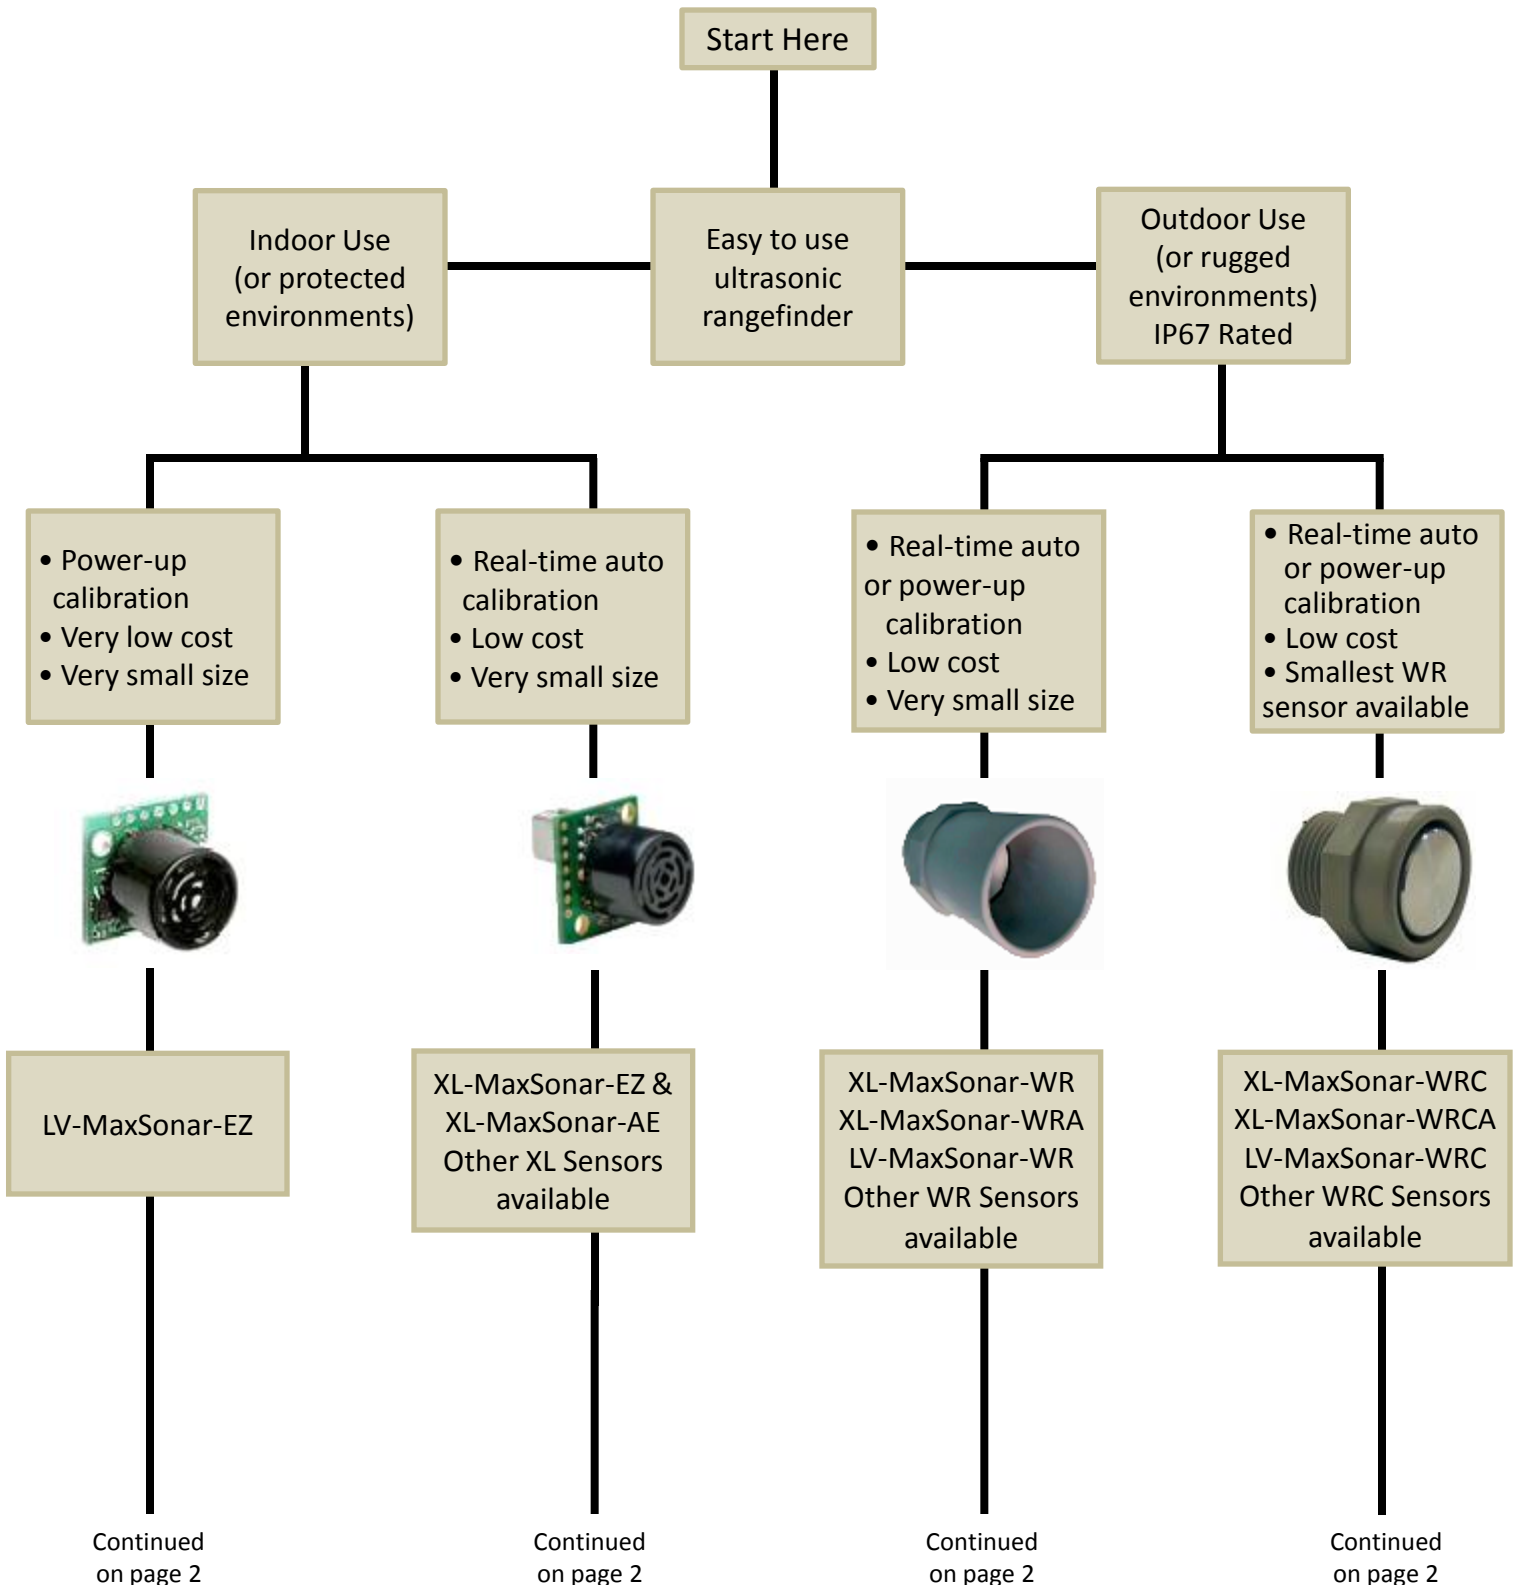 Start Here
Indoor Use
(or protected
environments)
Easy to use
ultrasonic
rangefinder
Outdoor Use
(or rugged
environments)
IP67 Rated
• Power-up
calibration
• Very low cost
• Very small size
• Real-time auto
calibration
• Low cost
• Very small size
• Real-time auto
or power-up
calibration
• Low cost
• Very small size
• Real-time auto
or power-up
calibration
• Low cost
• Smallest WR
sensor available
LV-MaxSonar-EZ
XL-MaxSonar-EZ &
XL-MaxSonar-AE
Other XL Sensors
available
XL-MaxSonar-WR
XL-MaxSonar-WRA
LV-MaxSonar-WR
Other WR Sensors
available
XL-MaxSonar-WRC
XL-MaxSonar-WRCA
LV-MaxSonar-WRC
Other WRC Sensors
available
Continued
on page 2
Continued
on page 2
Continued
on page 2
Continued
on page 2